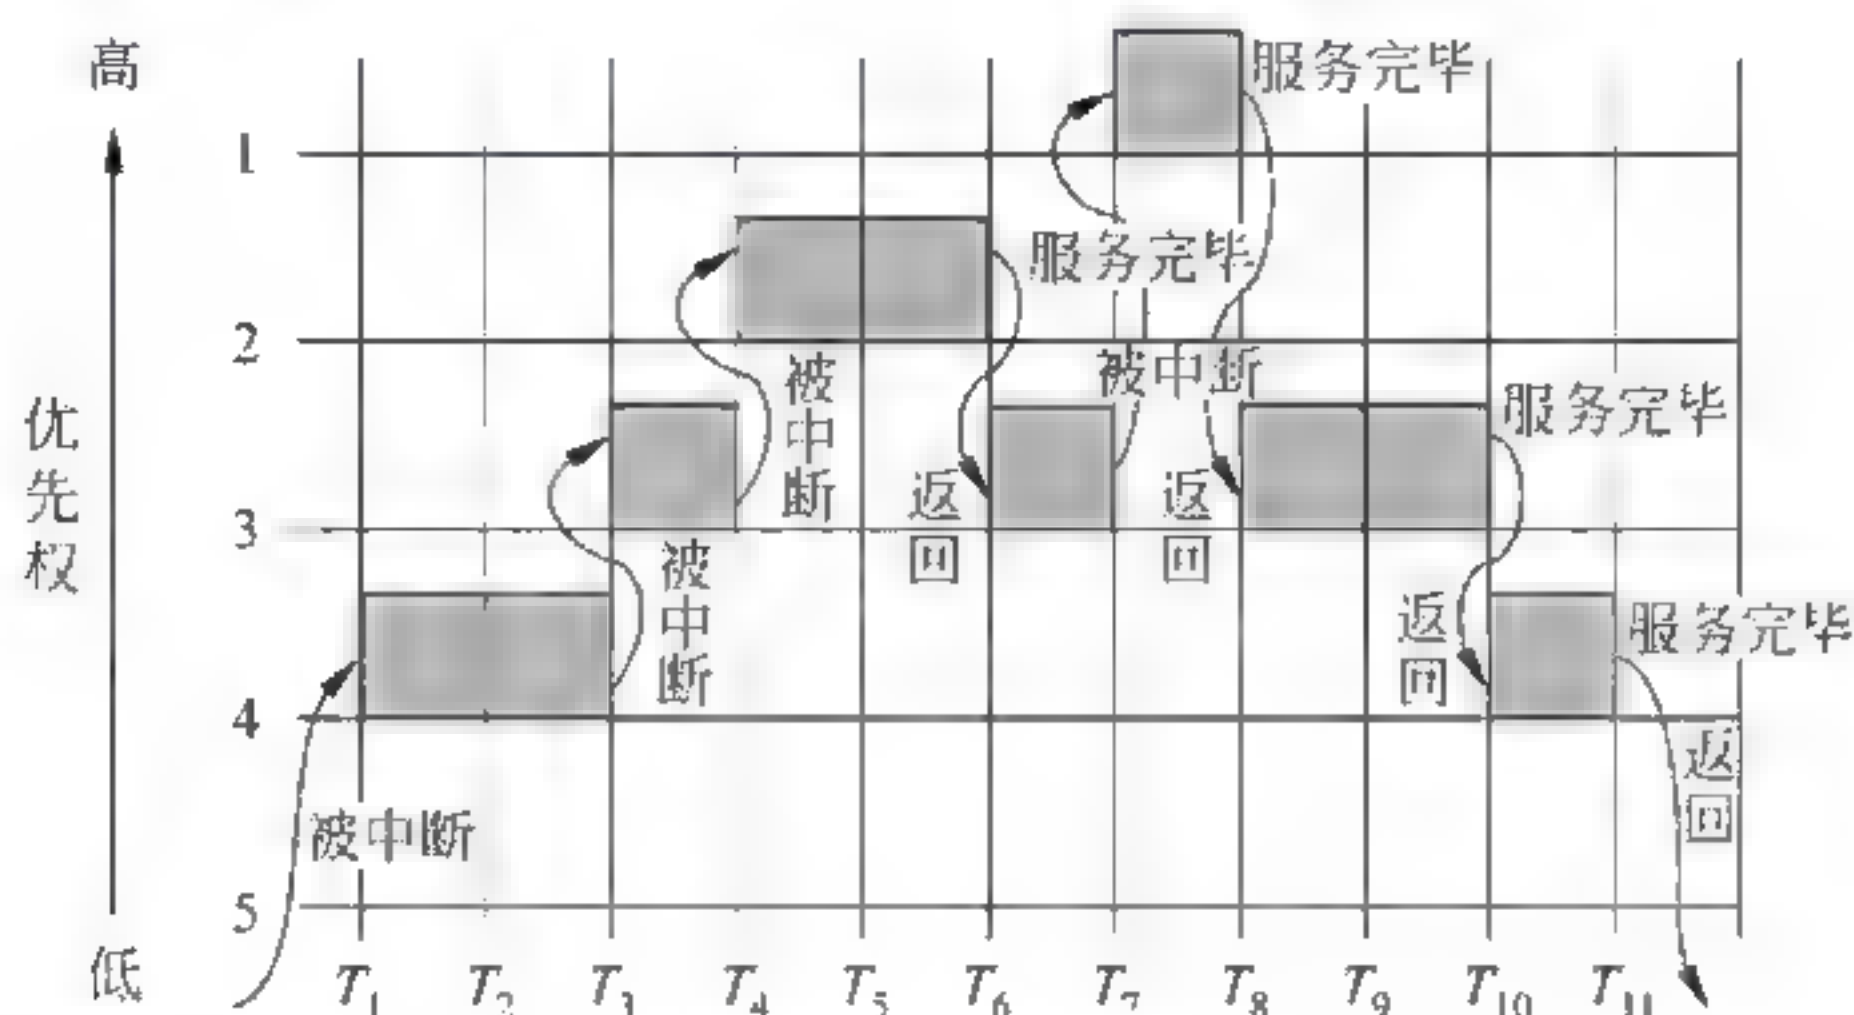 高
服务完毕
1
服务完毕
2
被中断
被中断
服务完毕
优先权
返回
返回
3
被中断
返回
服务完毕
4
返回
被中断
5
低
T1 T2 T3 T4 T5 T6 T7 T8 T9 T10 T11